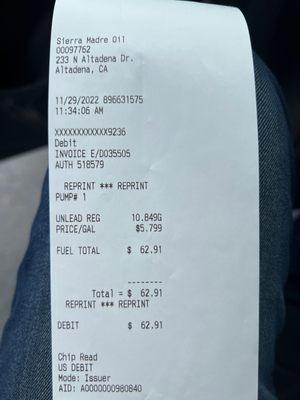 Sierra Madre Oil
00097762
233 N Altadena Dr.
Altadena, CA
11/29/2022 896631575
11:34:06 AM
XXXXXXXXXXXX9236
Debit
INVOICE E/D035505
AUTH 518579
REPRINT *** REPRINT
PUMP# 1
UNLEAD REG 10.849G
PRICE/GAL $5.799
FUEL TOTAL $ 62.91
--------
Total = $ 62.91
REPRINT *** REPRINT
DEBIT $ 62.91
Chip Read
US DEBIT
Mode: Issuer
AID: A0000000980840